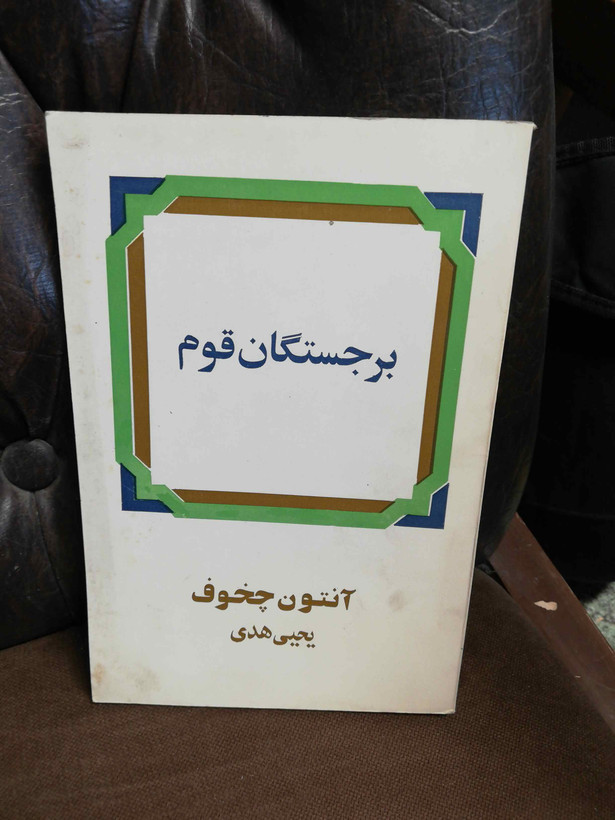 برجستگان قوم
آنتون چخوف
یحیی هدی